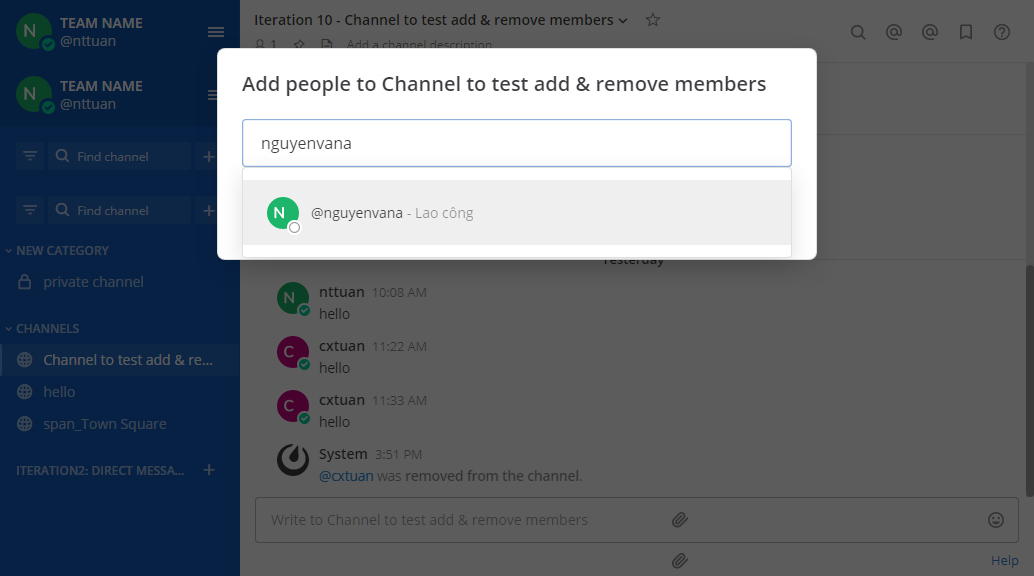 N
TEAM NAME
@nttuan
N
TEAM NAME
@nttuan
Find channel
Find channel
NEW CATEGORY
private channel
CHANNELS
Channel to test add & re...
hello
span_Town Square
ITERATION2: DIRECT MESSA...
Iteration 10 - Channel to test add & remove members
1
Add a channel description
Add people to Channel to test add & remove members
nguyenvana
N
@nguyenvana - Lao công
Yesterday
N
nttuan 10:08 AM
hello
C
cxtuan 11:22 AM
hello
C
cxtuan 11:33 AM
hello
System 3:51 PM
@cxtuan was removed from the channel.
Write to Channel to test add & remove members
Help